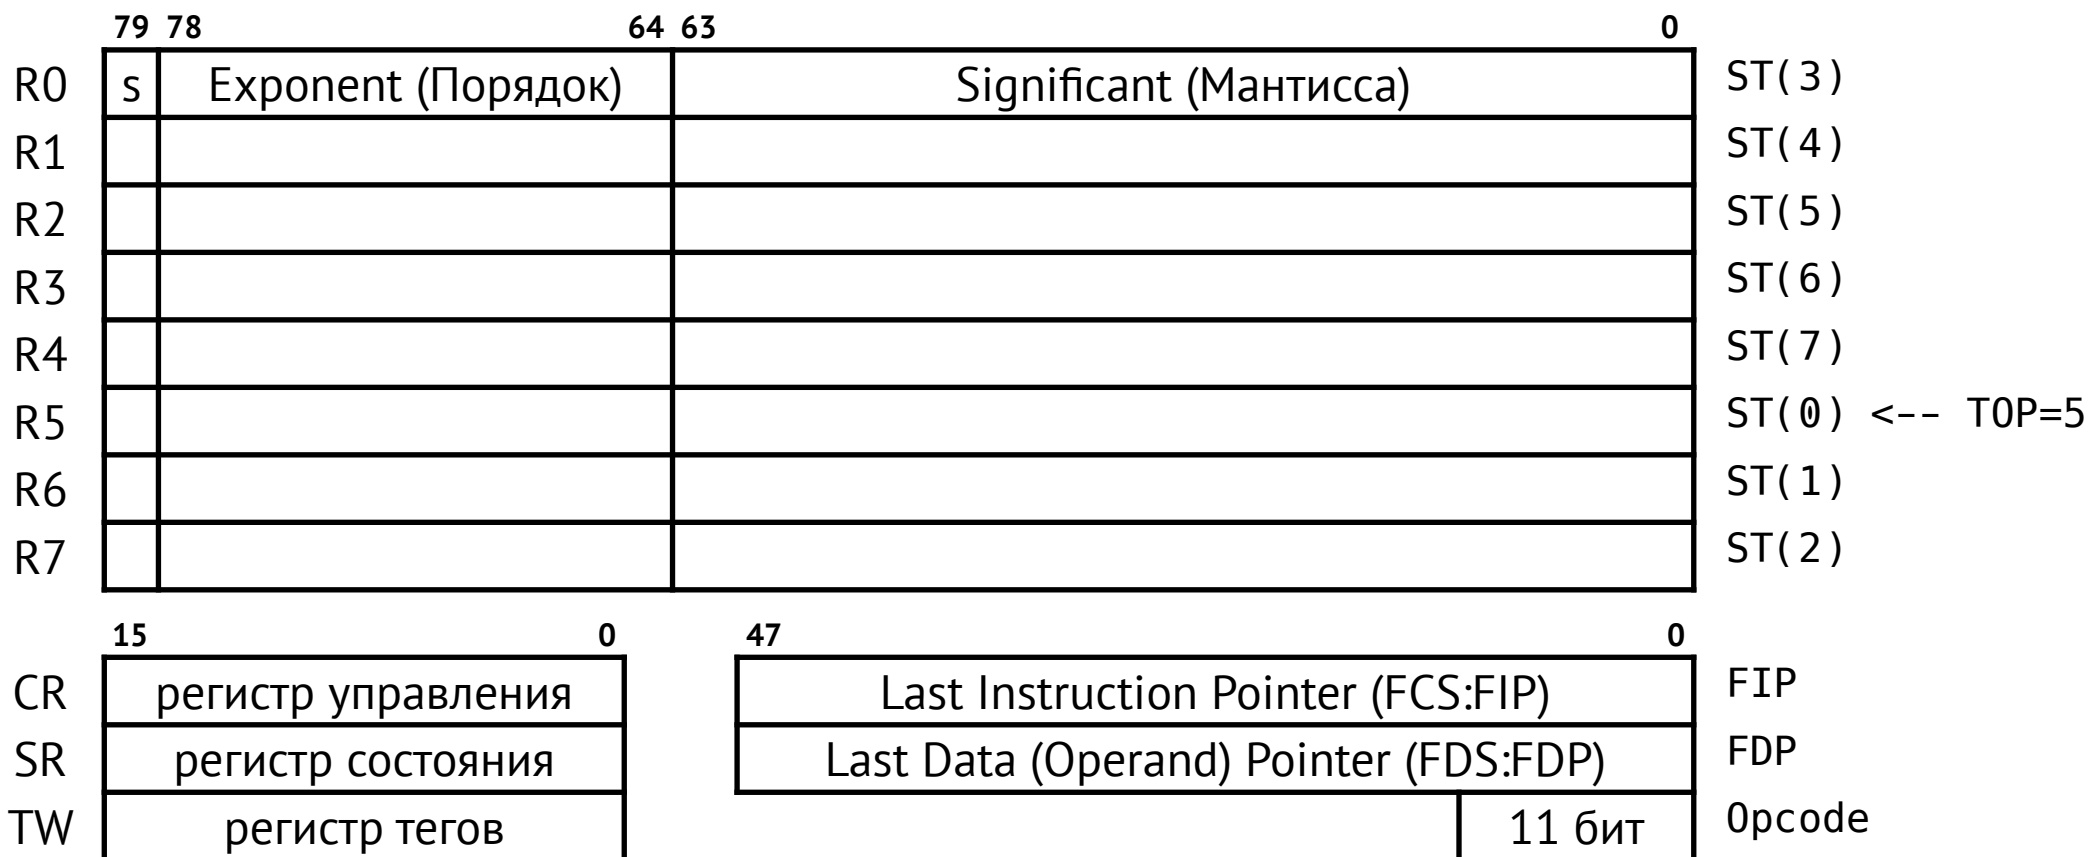 79 78 64 63 0
R0 s Exponent (Порядок) Significant (Мантисса) ST(3)
R1 ST(4)
R2 ST(5)
R3 ST(6)
R4 ST(7)
R5 ST(0) <-- TOP=5
R6 ST(1)
R7 ST(2)
15 0 47 0
CR регистр управления Last Instruction Pointer (FCS:FIP) FIP
SR регистр состояния Last Data (Operand) Pointer (FDS:FDP) FDP
TW регистр тегов 11 бит Opcode